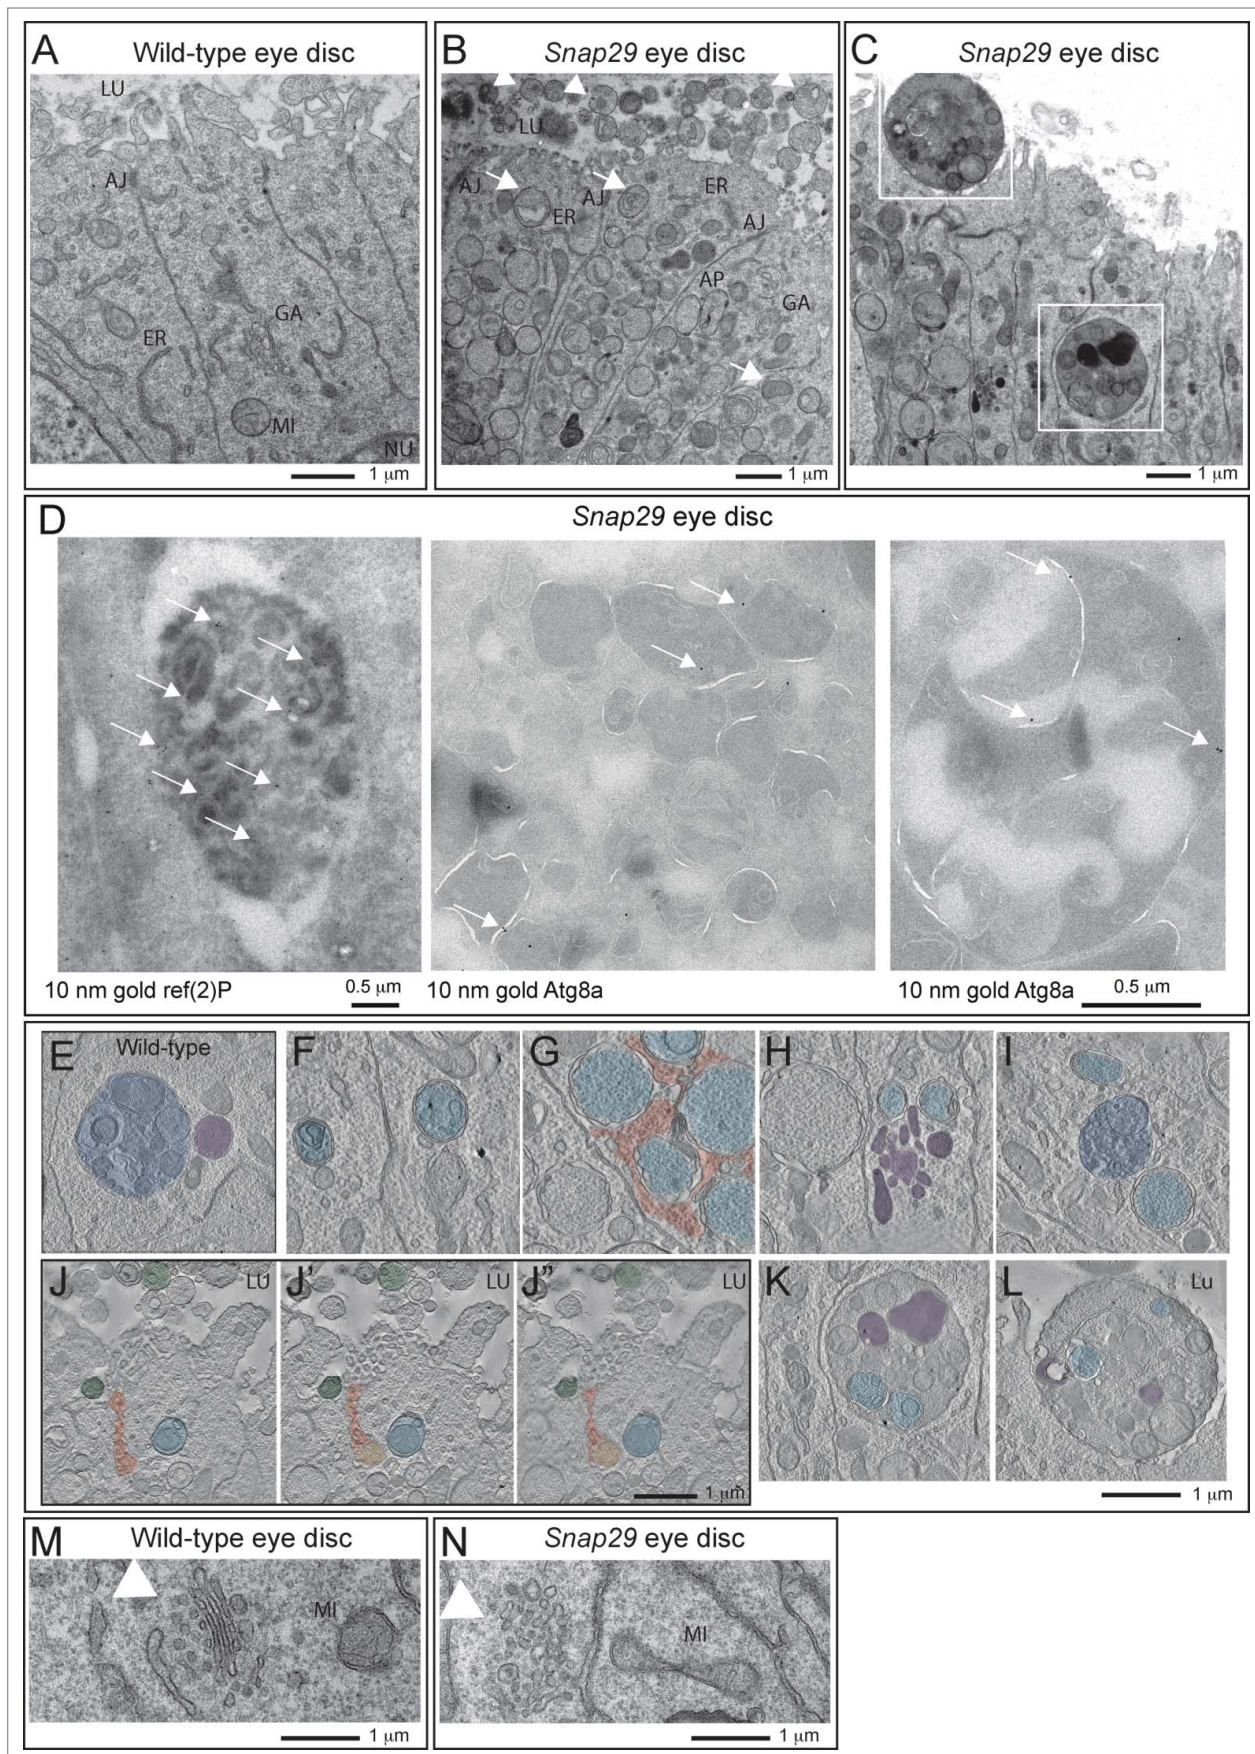 A Wild-type eye disc
LU
AJ
GA
ER
MI
NU
1 µm
B Snap29 eye disc
LU
AJ
AJ
ER
ER
AJ
AP
GA
1 µm
C Snap29 eye disc
1 µm
D Snap29 eye disc
10 nm gold ref(2)P 0.5 µm
10 nm gold Atg8a
10 nm gold Atg8a 0.5 µm
E Wild-type
F
G
H
I
J LU
J' LU
J" LU
1 µm
K
L Lu
1 µm
M Wild-type eye disc
MI
1 µm
N Snap29 eye disc
MI
1 µm